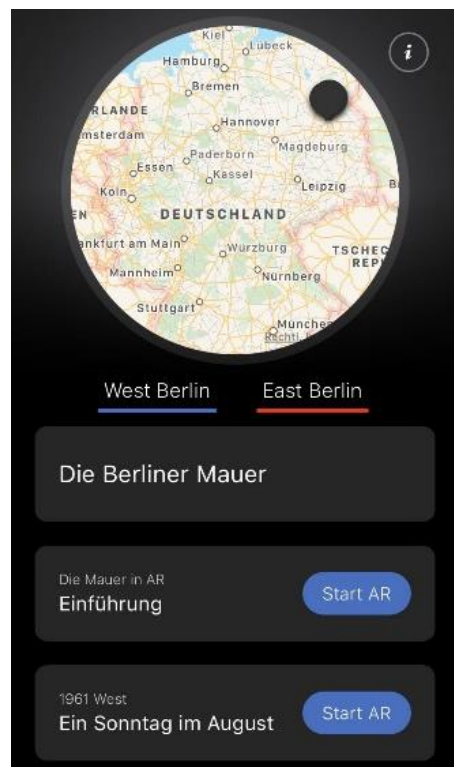 Kiel
Lübeck
Hamburg
Bremen
RLANDE
msterdam
Hannover
Magdeburg
Paderborn
Essen
Kassel
Leipzig
Köln
DEUTSCHLAND
ankfurt am Main
Würzburg
TSCHEC
REP
Mannheim
Nürnberg
Stuttgart
Münche
i
West Berlin
East Berlin
Die Berliner Mauer
Die Mauer in AR
Einführung
Start AR
1961 West
Ein Sonntag im August
Start AR